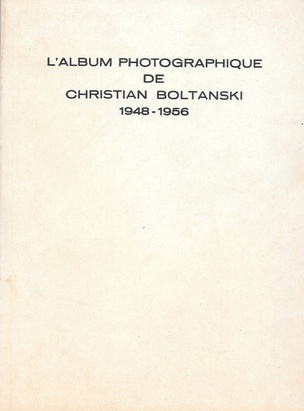 L'ALBUM PHOTOGRAPHIQUE
DE
CHRISTIAN BOLTANSKI
1948-1956